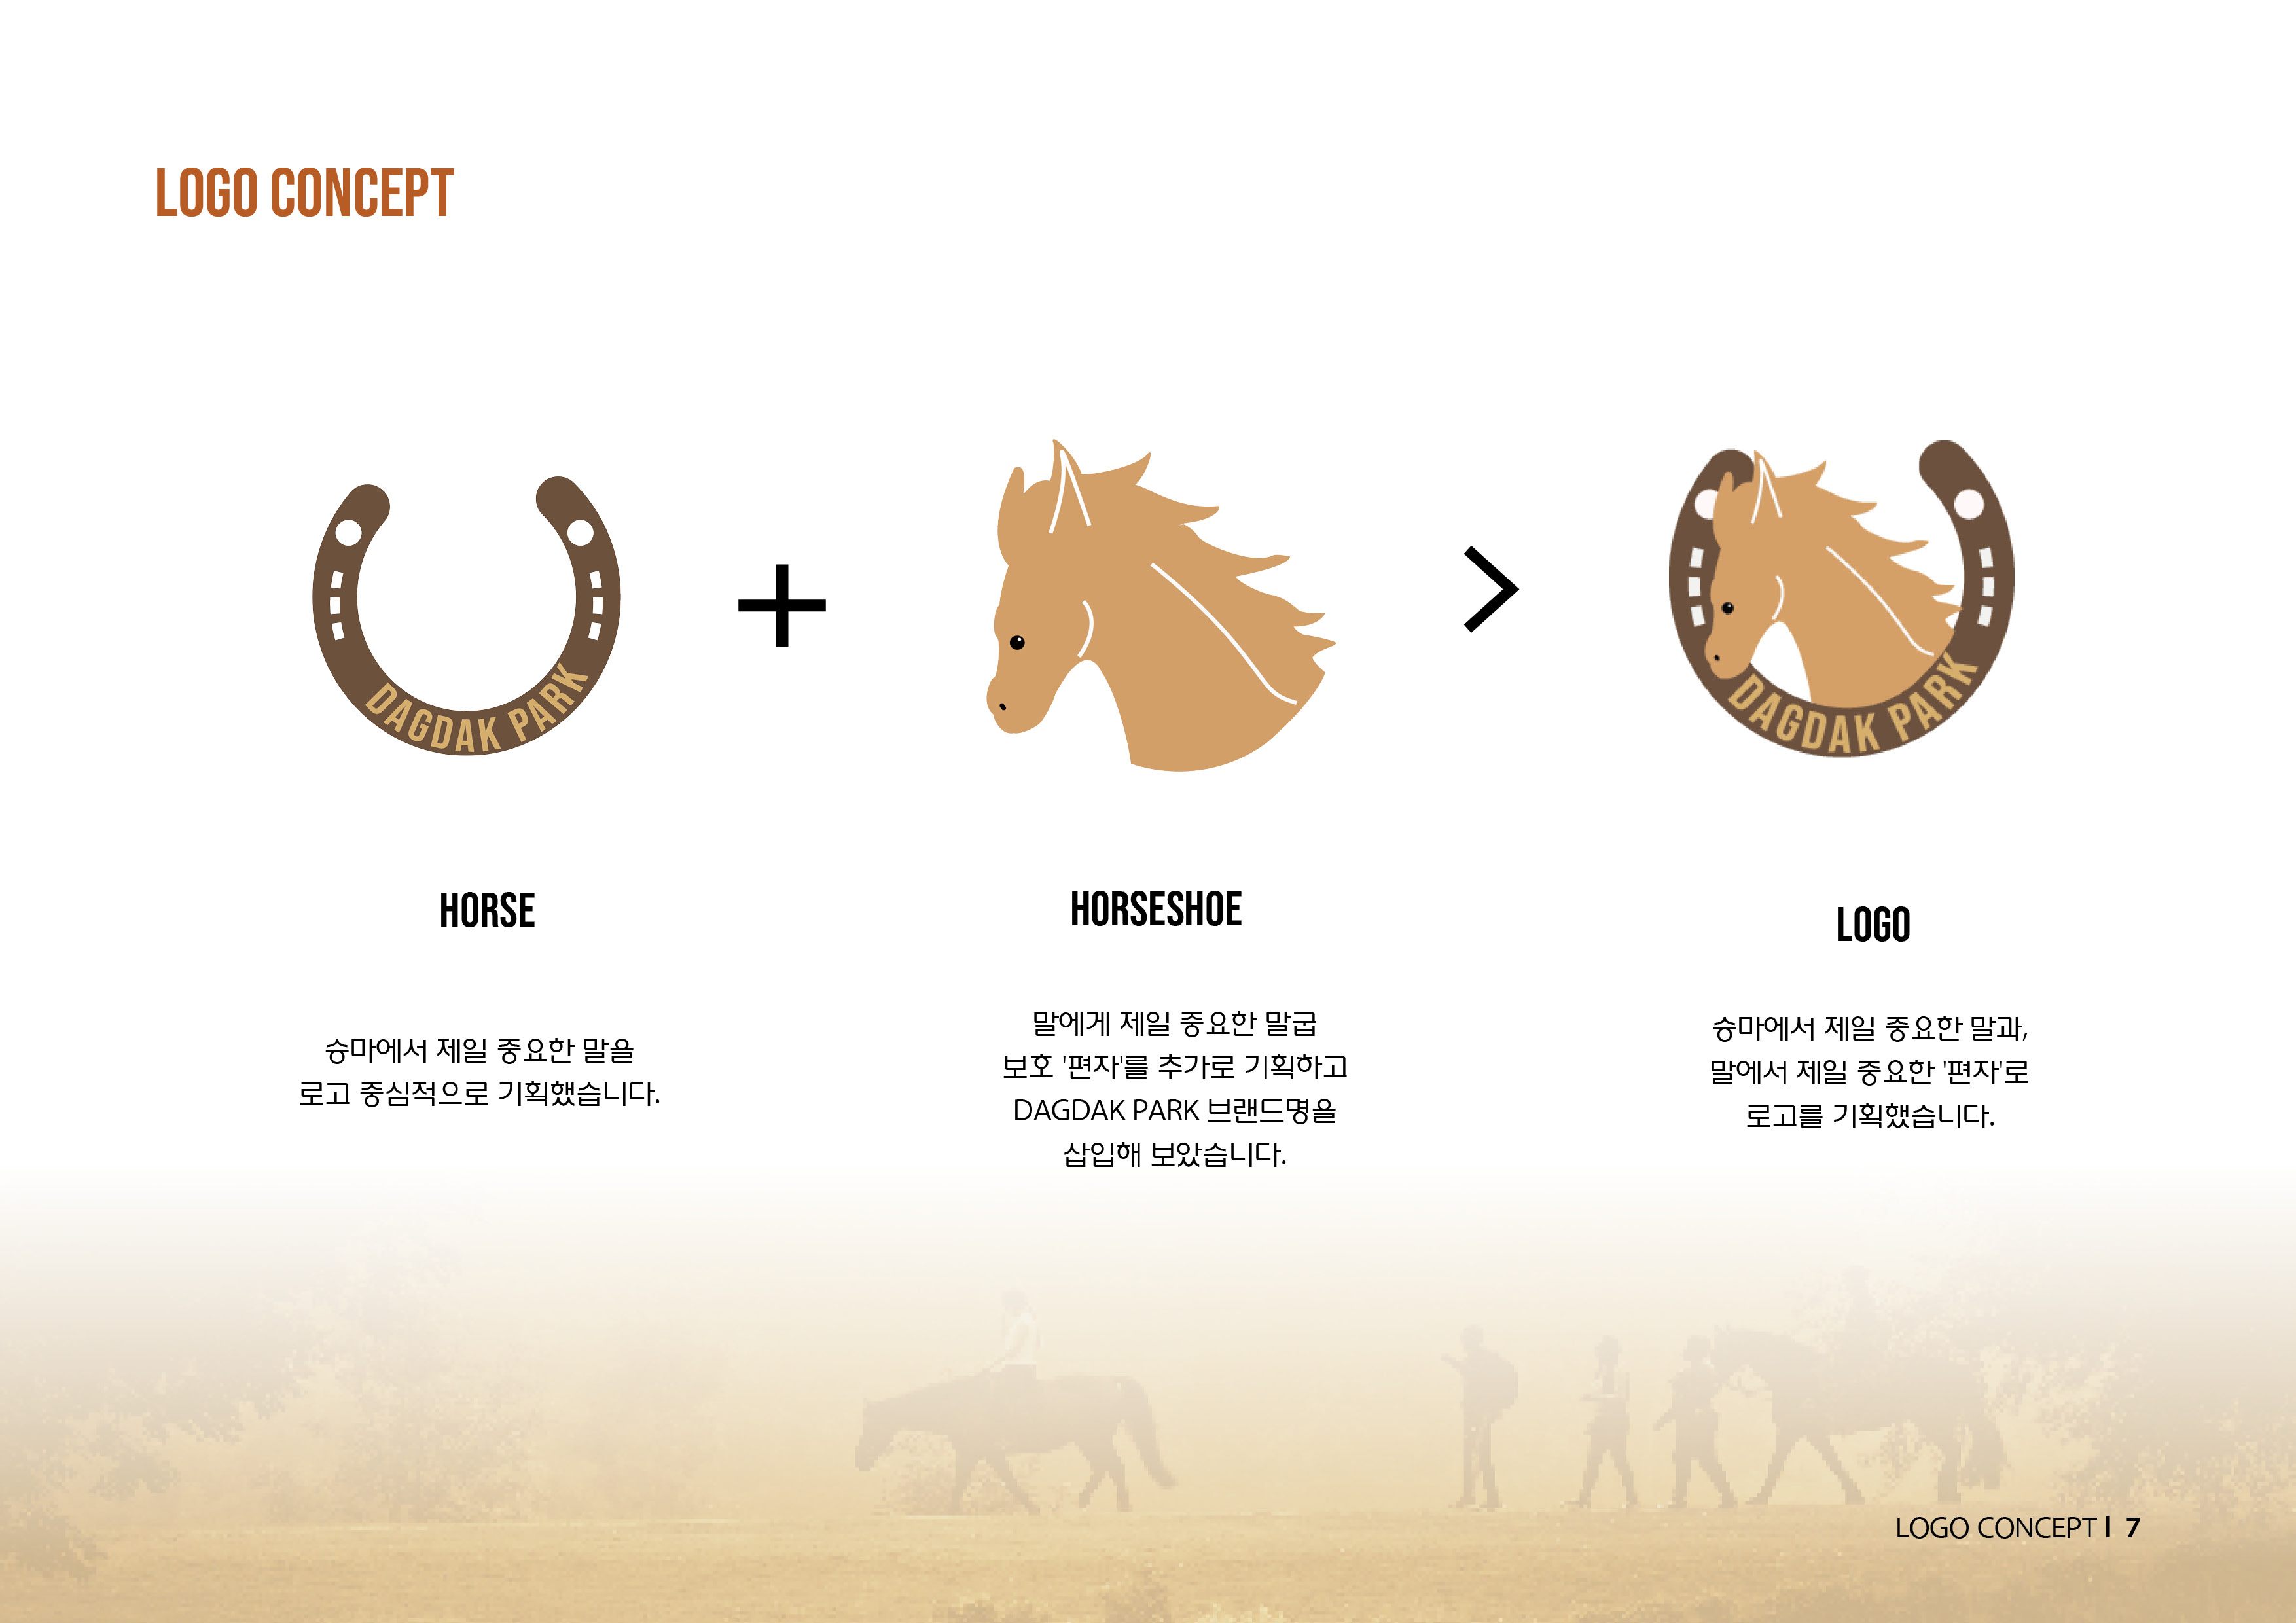 LOGO CONCEPT
DAGDAK PARK
DAGDAK PARK
HORSE
HORSESHOE
LOGO
승마에서 제일 중요한 말을
로고 중심적으로 기획했습니다.
말에게 제일 중요한 말굽
보호 '편자'를 추가로 기획하고
DAGDAK PARK 브랜드명을
삽입해 보았습니다.
승마에서 제일 중요한 말과,
말에서 제일 중요한 '편자'로
로고를 기획했습니다.
LOGO CONCEPT | 7